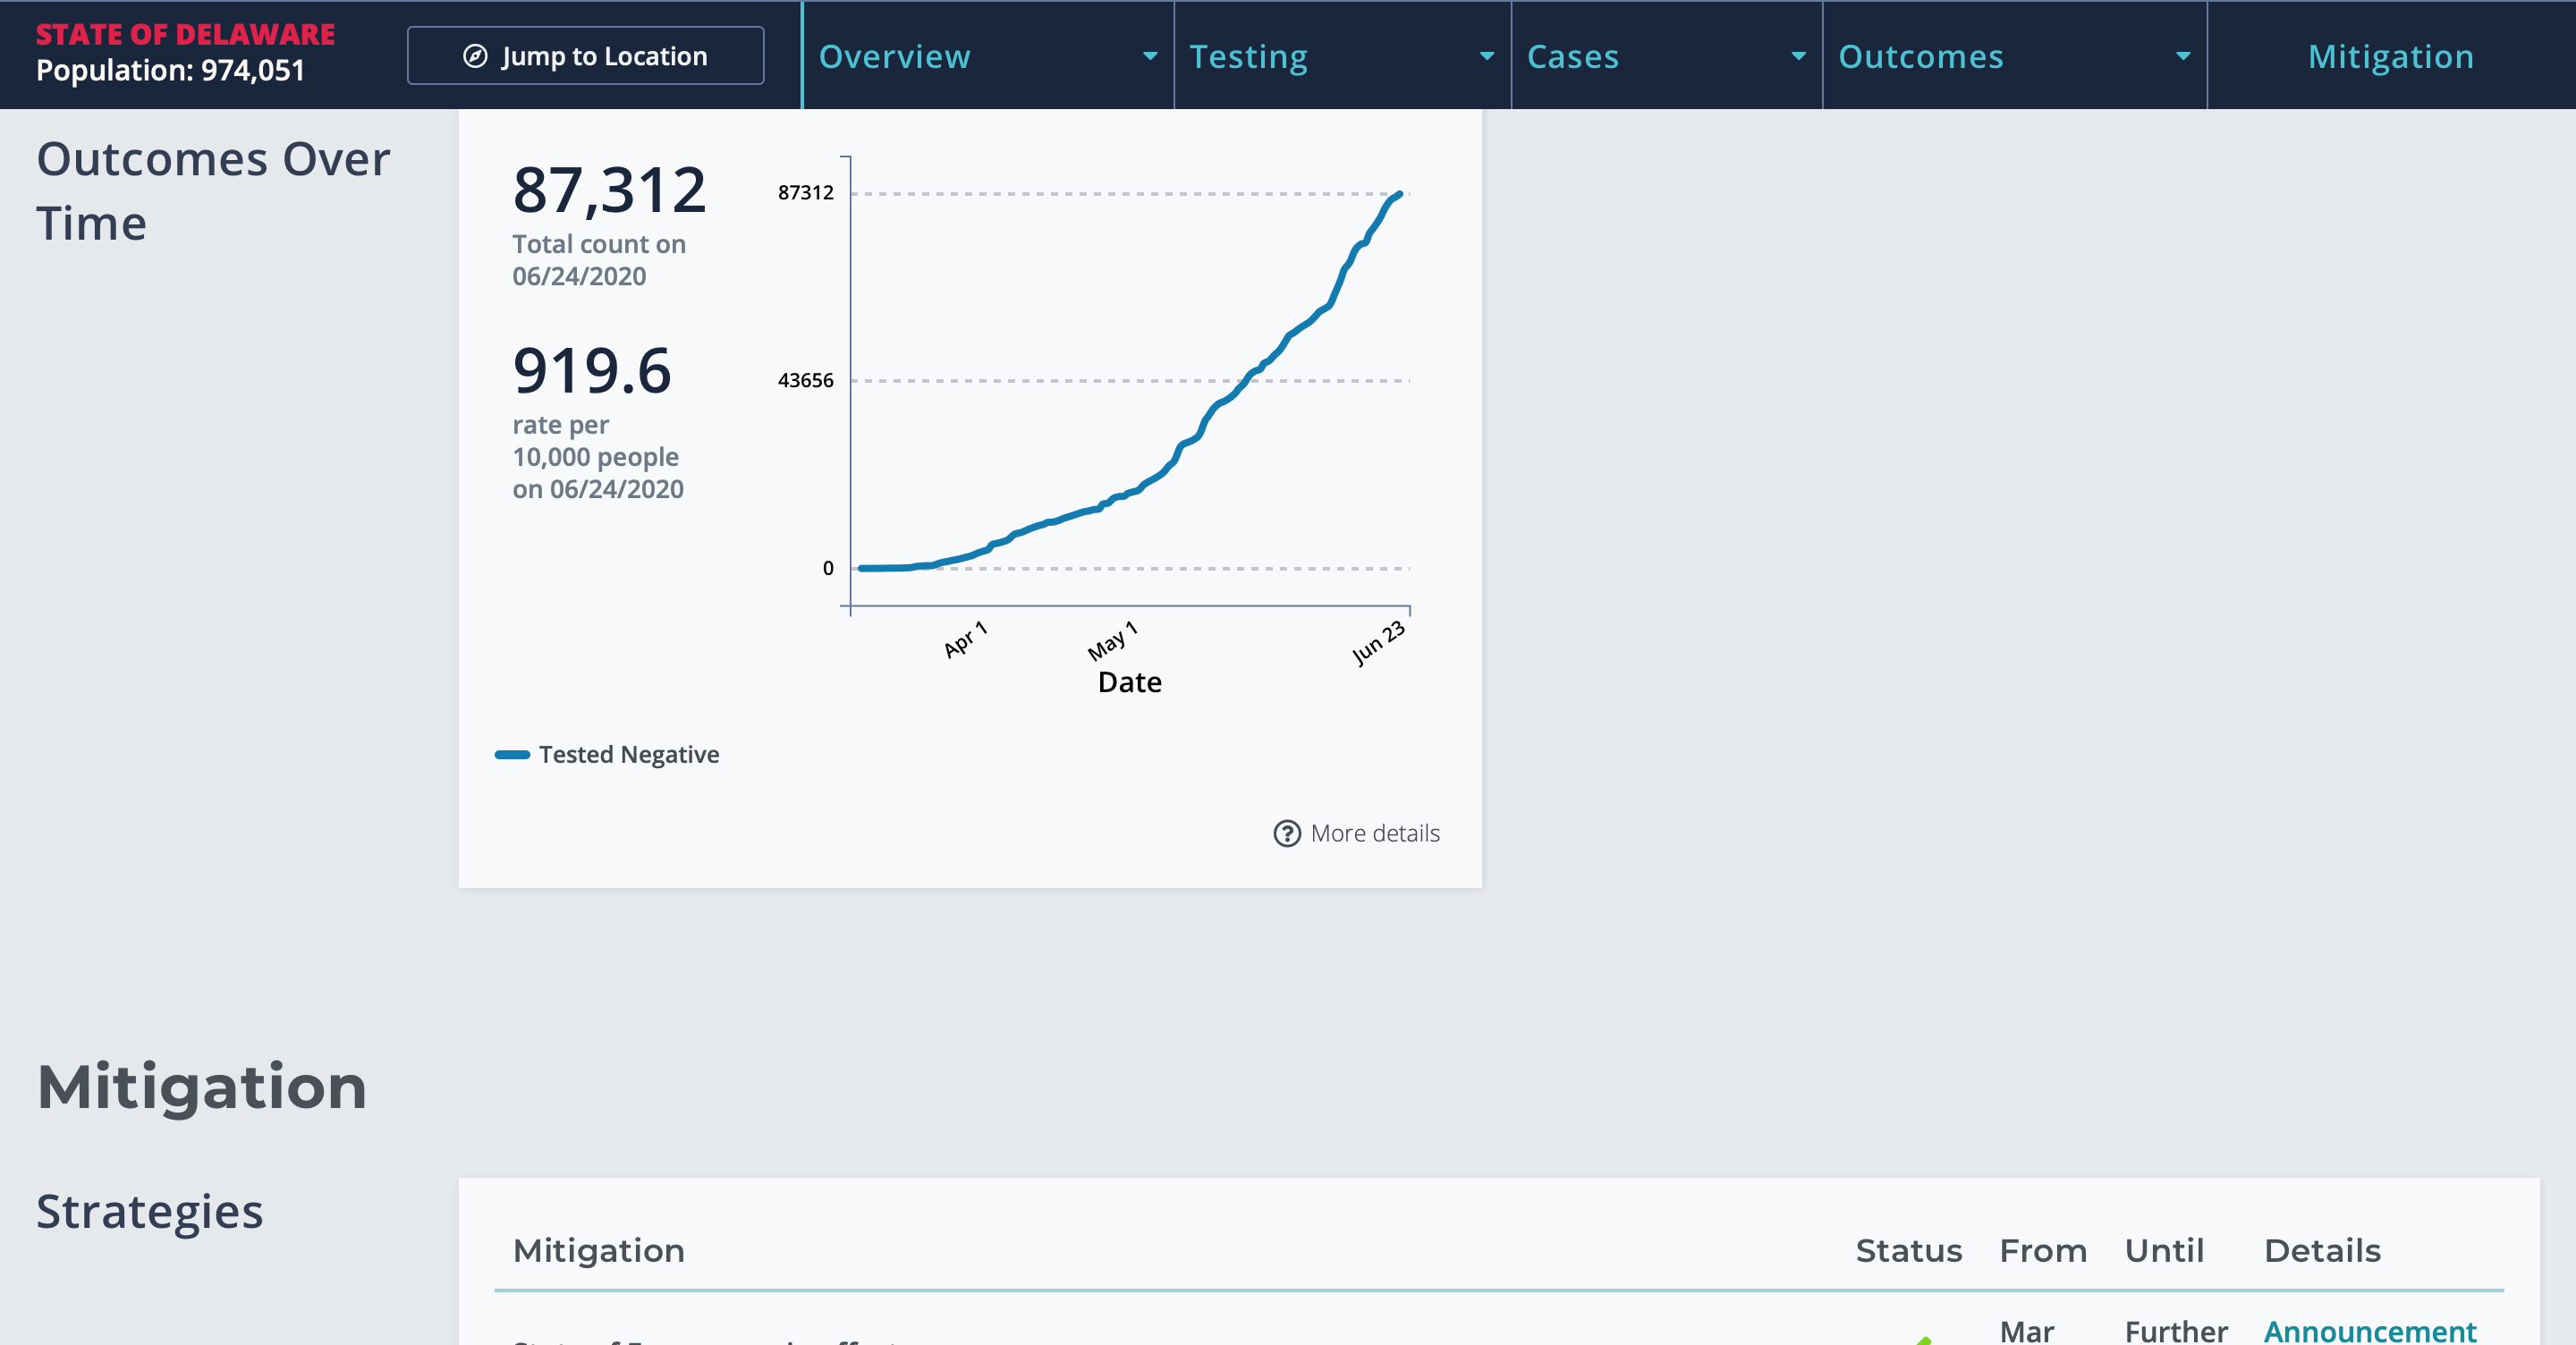 STATE OF DELAWARE
Population: 974,051
Jump to Location
Overview
Testing
Cases
Outcomes
Mitigation
Outcomes Over
Time
87,312
Total count on
06/24/2020
919.6
rate per
10,000 people
on 06/24/2020
87312
43656
0
Apr 1
May 1
Jun 23
Date
Tested Negative
More details
Mitigation
Strategies
Mitigation
Status
From
Until
Details
Mar
Further
Announcement